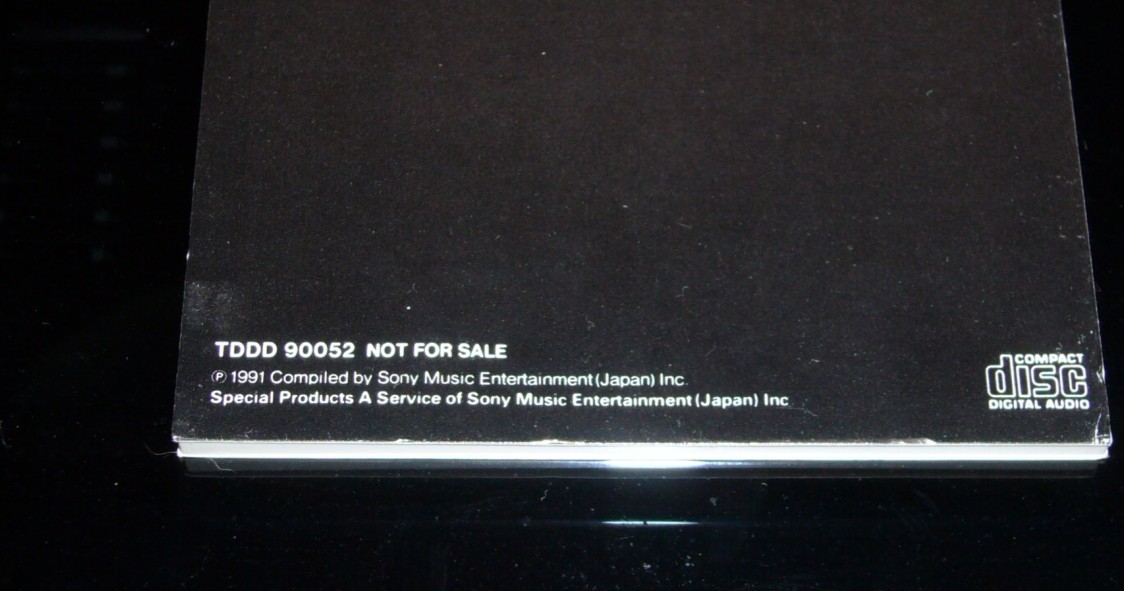 TDDD 90052 NOT FOR SALE
℗ 1991 Compiled by Sony Music Entertainment (Japan) Inc.
Special Products A Service of Sony Music Entertainment (Japan) Inc
COMPACT
disc
DIGITAL AUDIO